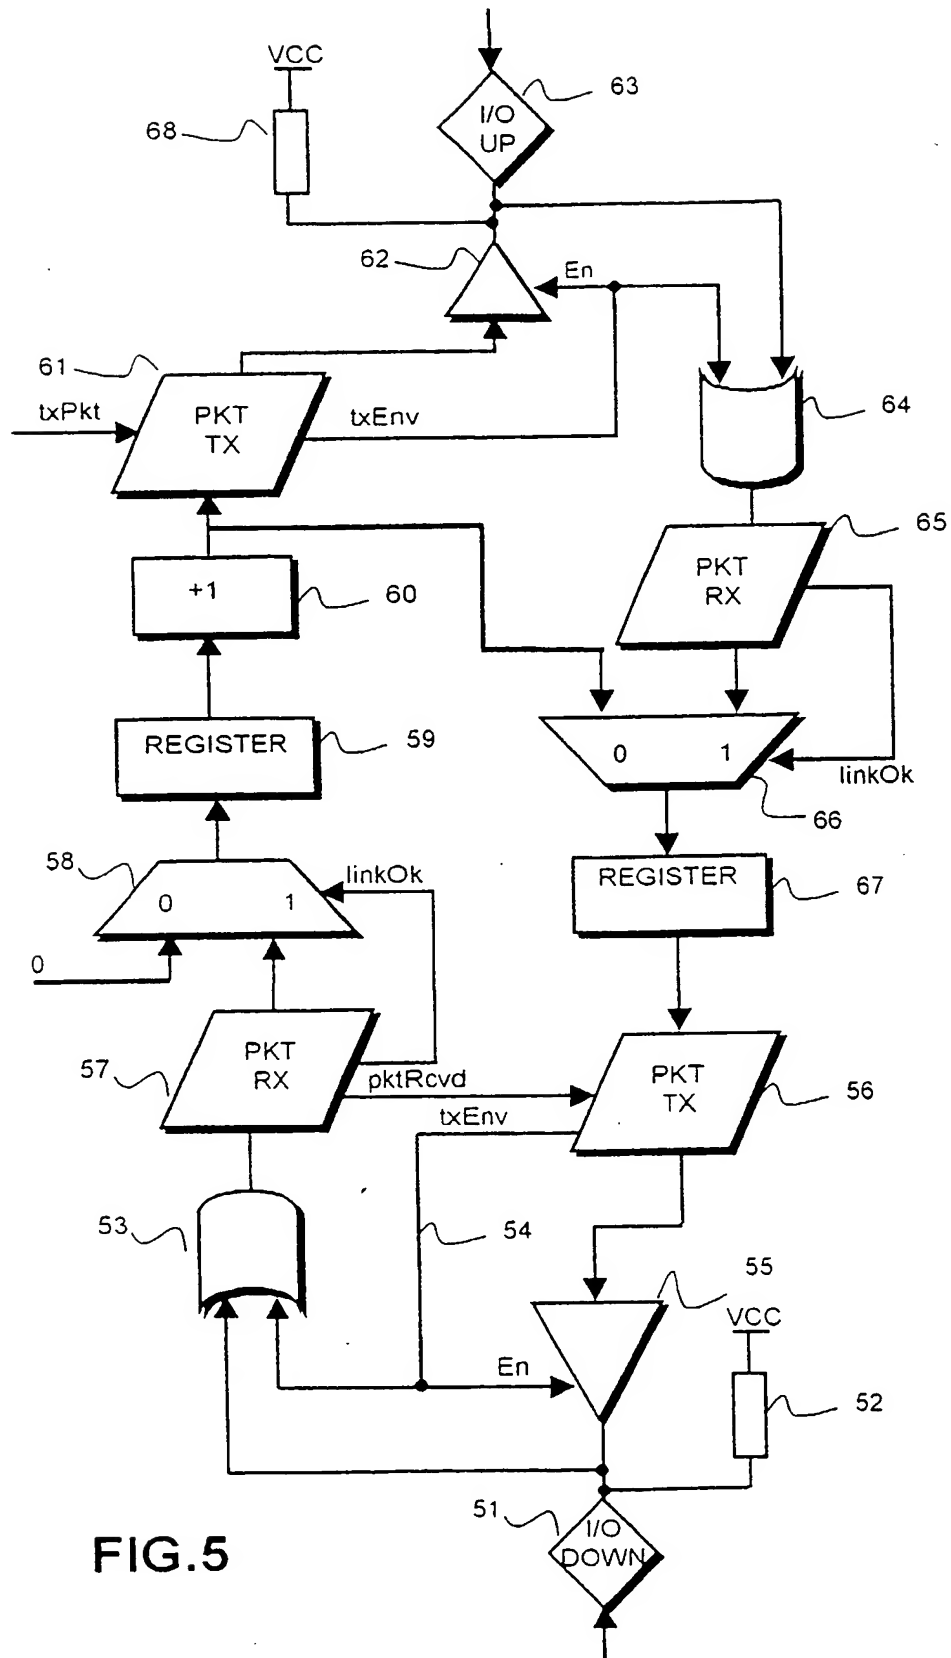 VCC
63
I/O
UP
68
62
En
61
txPkt
PKT
TX
txEnv
64
65
PKT
RX
+1
60
REGISTER
59
0 1
linkOk
66
58
linkOk
0 1
REGISTER
67
0
57
PKT
RX
pktRcvd
txEnv
PKT
TX
56
53
54
55
VCC
En
52
51
I/O
DOWN
FIG.5